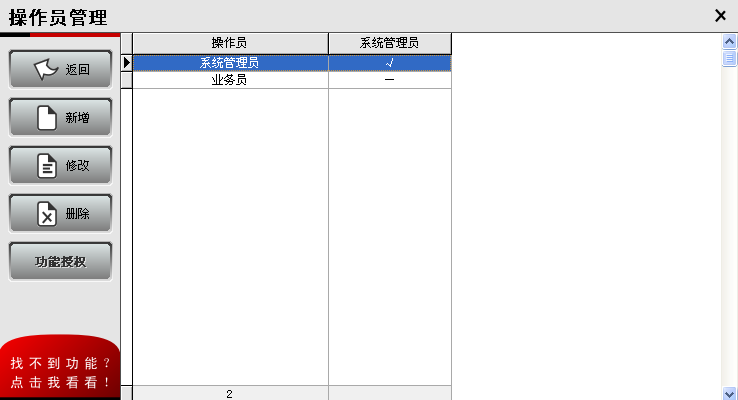 操作员管理
返回
新增
修改
删除
功能授权
找不到功能？
点击我看看！
操作员 系统管理员
系统管理员 √
业务员 —
2